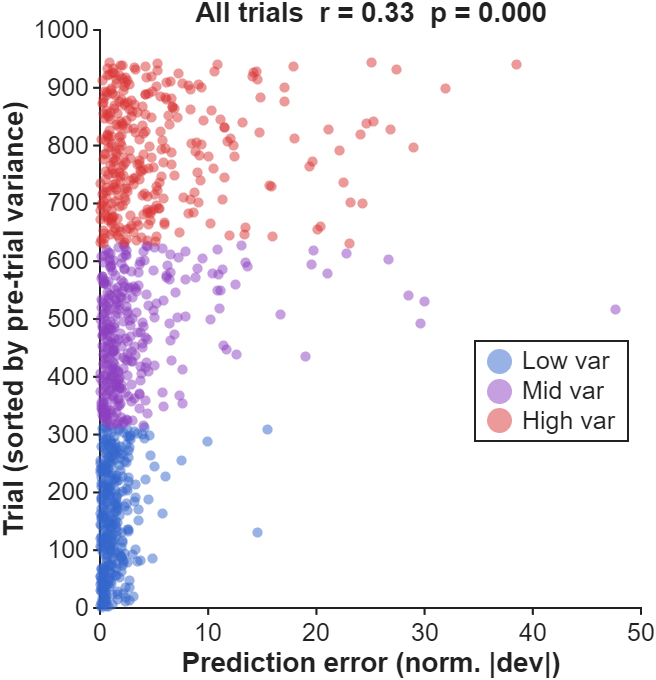 All trials  r = 0.33  p = 0.000
Trial (sorted by pre-trial variance)
1000
900
800
700
600
500
400
300
200
100
0
Low var
Mid var
High var
0 10 20 30 40 50
Prediction error (norm. |dev|)